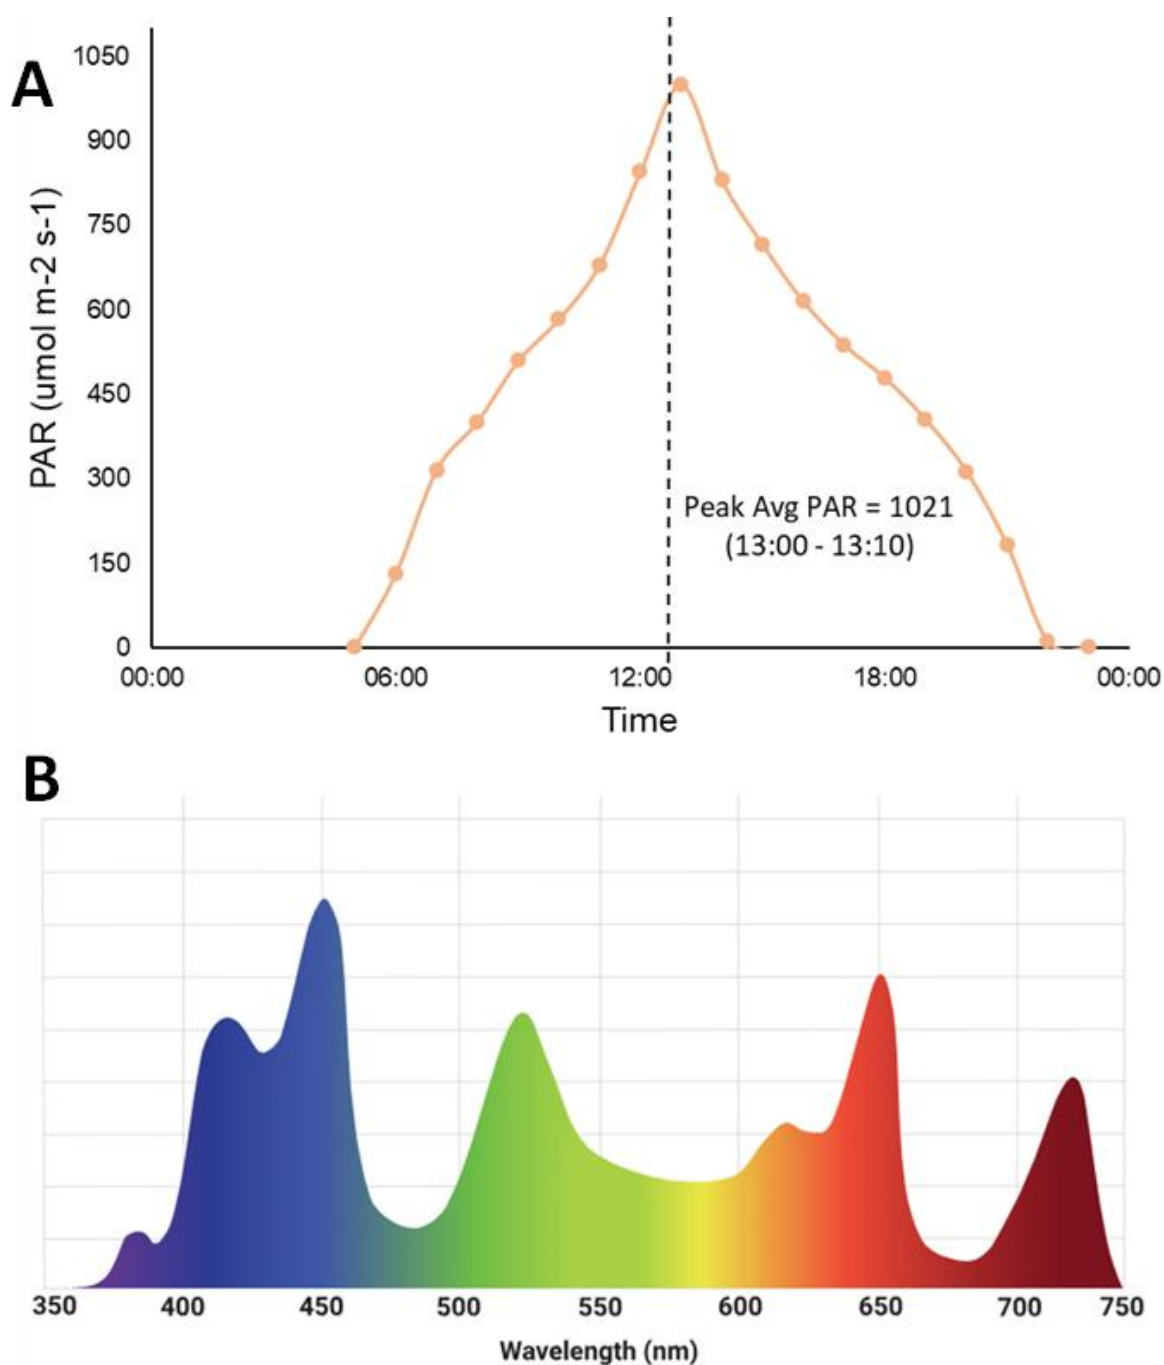 A
1050
900
750
600
450
300
150
0
PAR (umol m-2 s-1)
Peak Avg PAR = 1021
(13:00 - 13:10)
00:00 06:00 12:00 18:00 00:00
Time
B
350 400 450 500 550 600 650 700 750
Wavelength (nm)